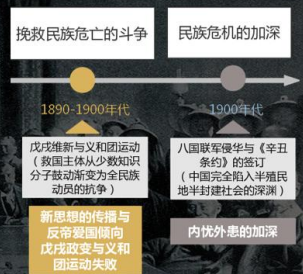 挽救民族危亡的斗争
民族危机的加深
1890-1900年代
1900年代
戊戌维新与义和团运动
（救国主体从少数知识
分子鼓动渐变为全民族
动员的抗争）
八国联军侵华与《辛丑
条约》的签订
（中国完全陷入半殖民
地半封建社会的深渊）
新思想的传播与
反帝爱国倾向
戊戌政变与义和
团运动失败
内忧外患的加深